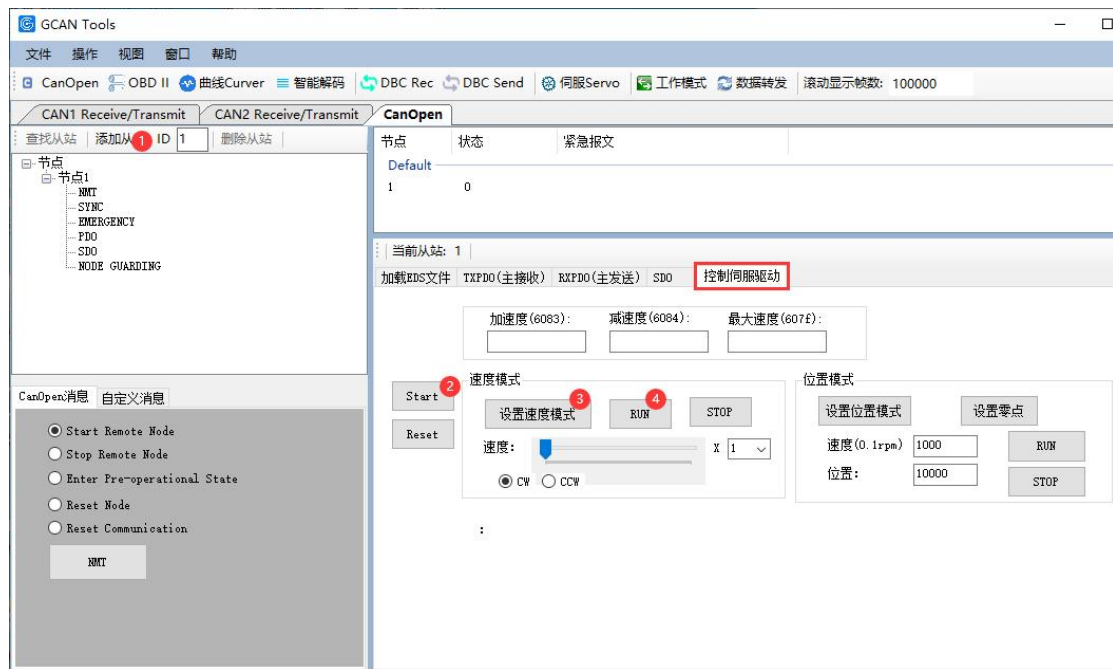 GCAN Tools
文件 操作 视图 窗口 帮助
CanOpen OBD II 曲线Curver 智能解码 DBC Rec DBC Send 伺服Servo 工作模式 数据转发 滚动显示帧数: 100000
CAN1 Receive/Transmit CAN2 Receive/Transmit CanOpen
查找从站 添加从 1 ID 1 删除从站
节点
节点1
NMT
SYNC
EMERGENCY
PDO
SDO
NODE GUARDING
节点 状态 紧急报文
Default
1 0
当前从站: 1
加载EDS文件 TXPDO(主接收) RXPDO(主发送) SDO 控制伺服驱动
加速度(6083): 减速度(6084): 最大速度(607f):
Start 2
Reset
速度模式
设置速度模式 3 RUN 4 STOP
速度: X 1
CW CCW
:
位置模式
设置位置模式 设置零点
速度(0.1rpm) 1000 RUN
位置: 10000 STOP
CanOpen消息 自定义消息
Start Remote Node
Stop Remote Node
Enter Pre-operational State
Reset Node
Reset Communication
NMT